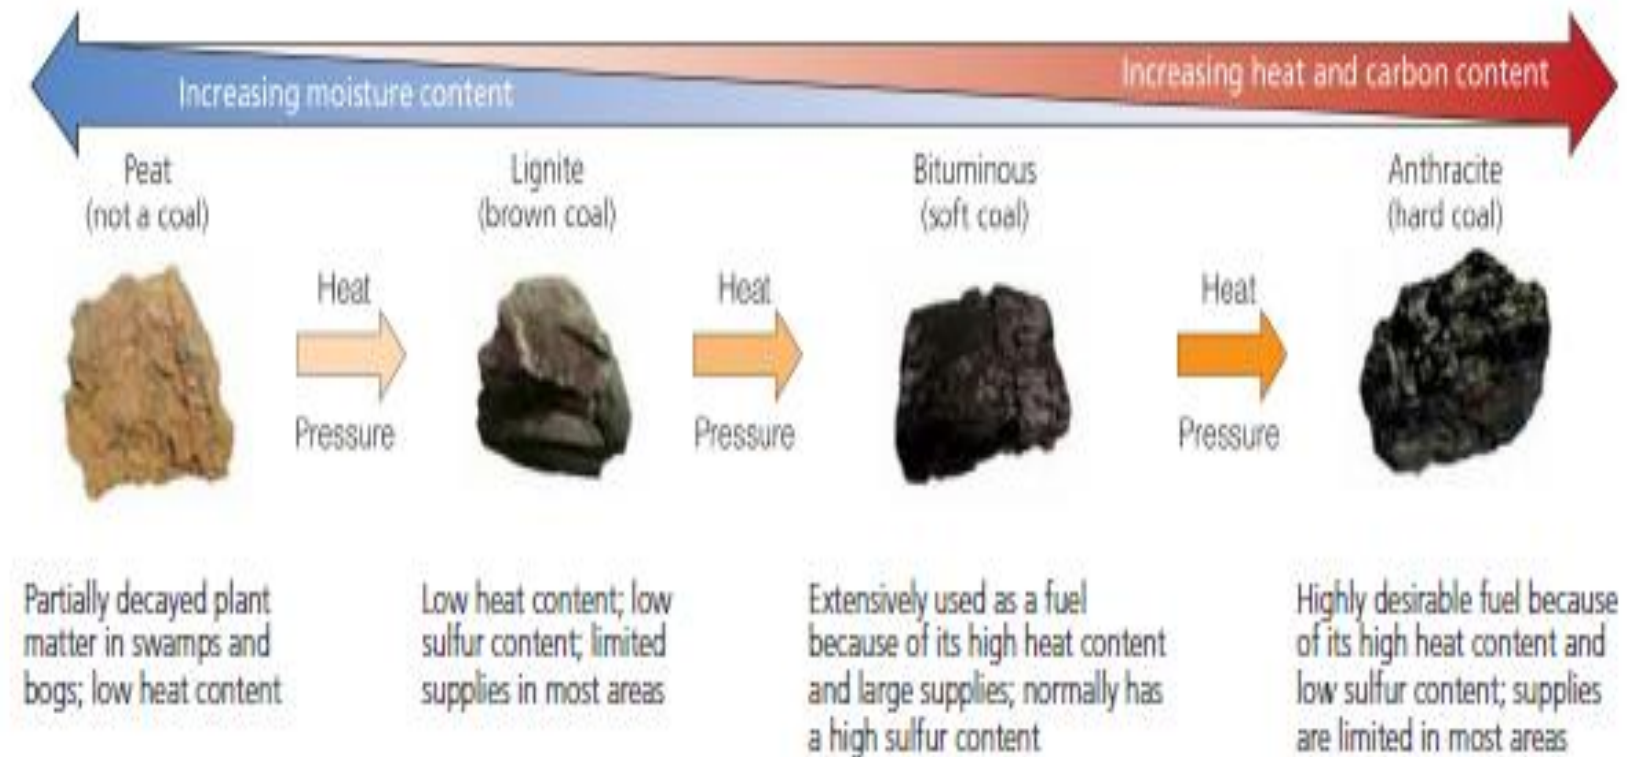 Increasing moisture content
Increasing heat and carbon content
Peat
(not a coal)
Lignite
(brown coal)
Bituminous
(soft coal)
Anthracite
(hard coal)
Heat
Pressure
Heat
Pressure
Heat
Pressure
Partially decayed plant
matter in swamps and
bogs; low heat content
Low heat content; low
sulfur content; limited
supplies in most areas
Extensively used as a fuel
because of its high heat content
and large supplies; normally has
a high sulfur content
Highly desirable fuel because
of its high heat content and
low sulfur content; supplies
are limited in most areas